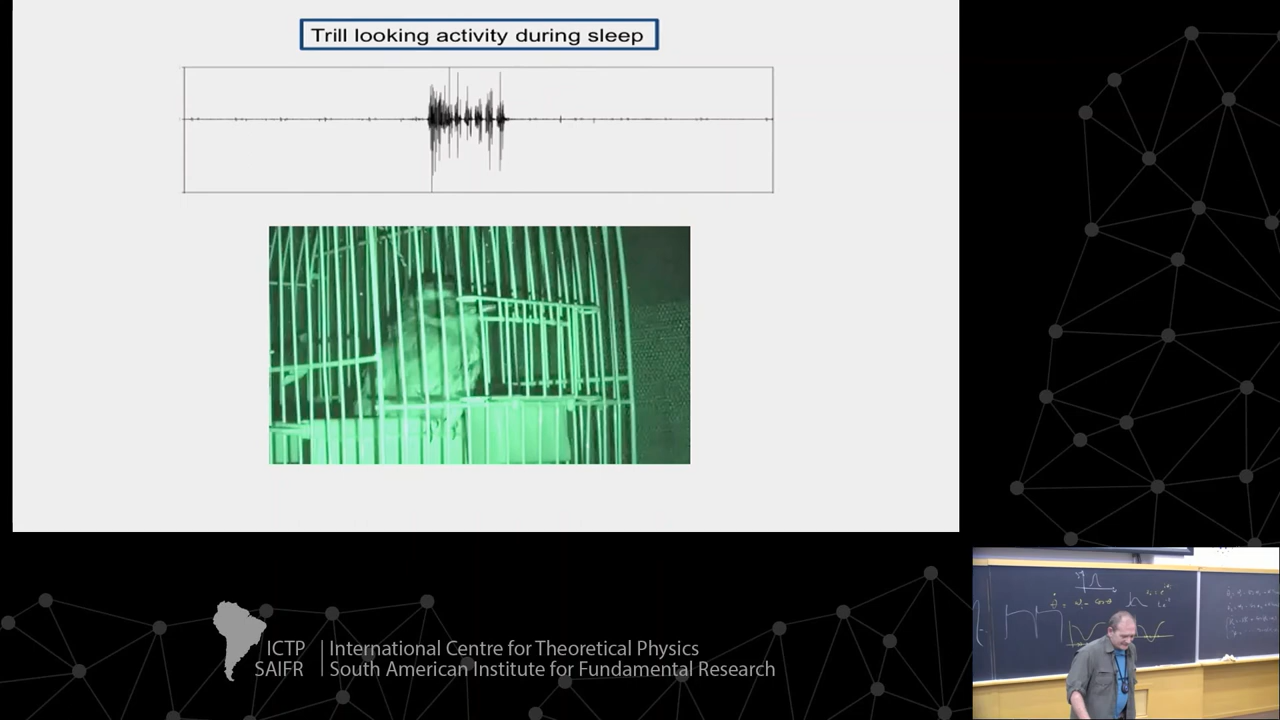 Trill looking activity during sleep
ICTP
SAIFR
International Centre for Theoretical Physics
South American Institute for Fundamental Research